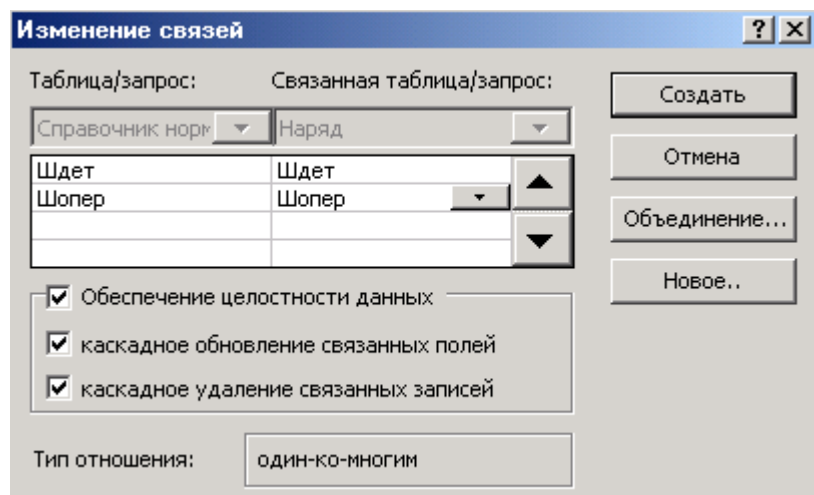 Изменение связей
Таблица/запрос: Связанная таблица/запрос:
Справочник норм Наряд
Шдет Шдет
Шопер Шопер
Обеспечение целостности данных
каскадное обновление связанных полей
каскадное удаление связанных записей
Тип отношения: один-ко-многим
Создать
Отмена
Объединение...
Новое..